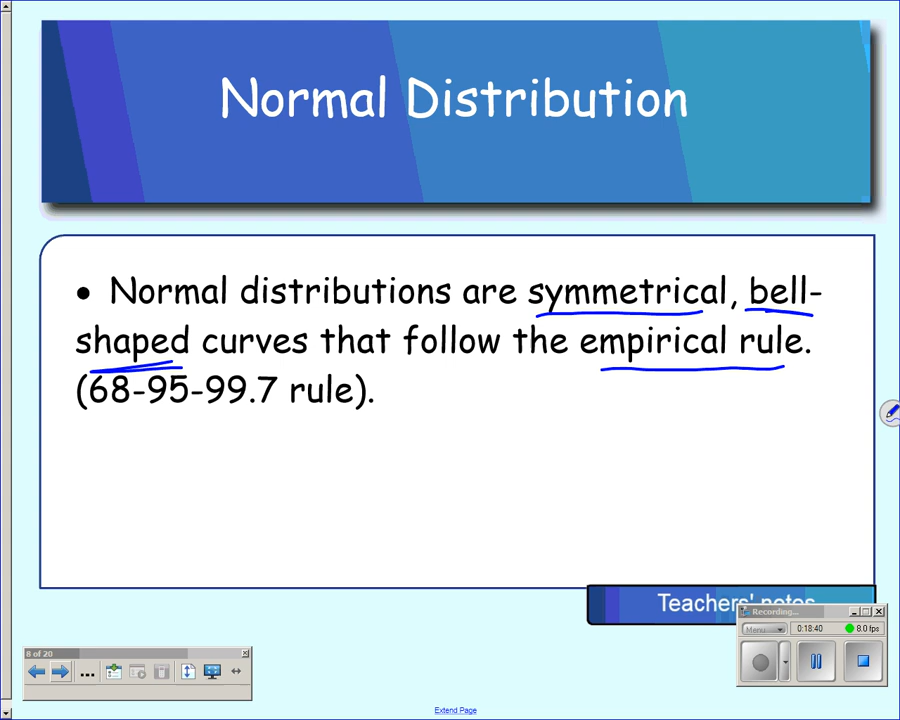 Normal Distribution
• Normal distributions are symmetrical, bell-
shaped curves that follow the empirical rule.
(68-95-99.7 rule).
Teachers' notes
Recording...
Menu
0:18:40
8.0 fps
8 of 20
Extend Page